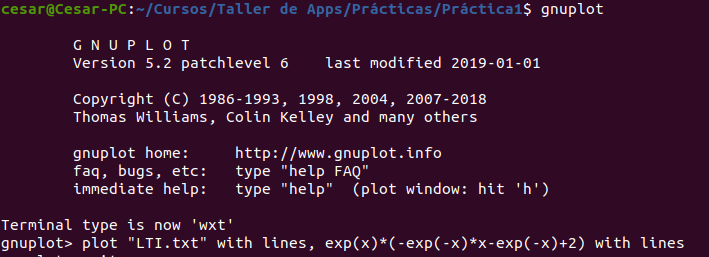 cesar@Cesar-PC:~/Cursos/Taller de Apps/Prácticas/Práctica1$ gnuplot
G N U P L O T
Version 5.2 patchlevel 6    last modified 2019-01-01
Copyright (C) 1986-1993, 1998, 2004, 2007-2018
Thomas Williams, Colin Kelley and many others
gnuplot home:     http://www.gnuplot.info
faq, bugs, etc:   type "help FAQ"
immediate help:   type "help"  (plot window: hit 'h')
Terminal type is now 'wxt'
gnuplot> plot "LTI.txt" with lines, exp(x)*(-exp(-x)*x-exp(-x)+2) with lines